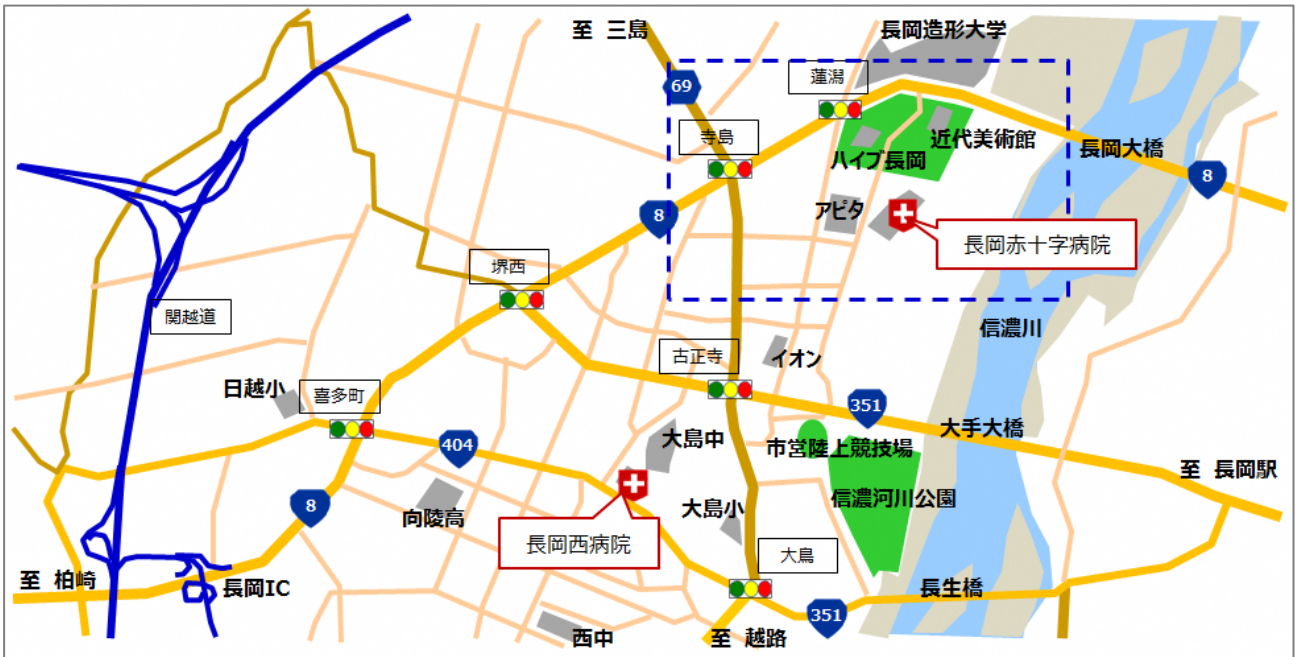 至 三島
長岡造形大学
蓮潟
69
寺島
近代美術館
ハイブ長岡
長岡大橋
8
アピタ
8
長岡赤十字病院
堺西
関越道
信濃川
古正寺
イオン
日越小
喜多町
351
大手大橋
404
大島中
市営陸上競技場
至 長岡駅
8
向陵高
大島小
信濃河川公園
長岡西病院
大鳥
至 柏崎
長岡IC
長生橋
351
西中
至 越路